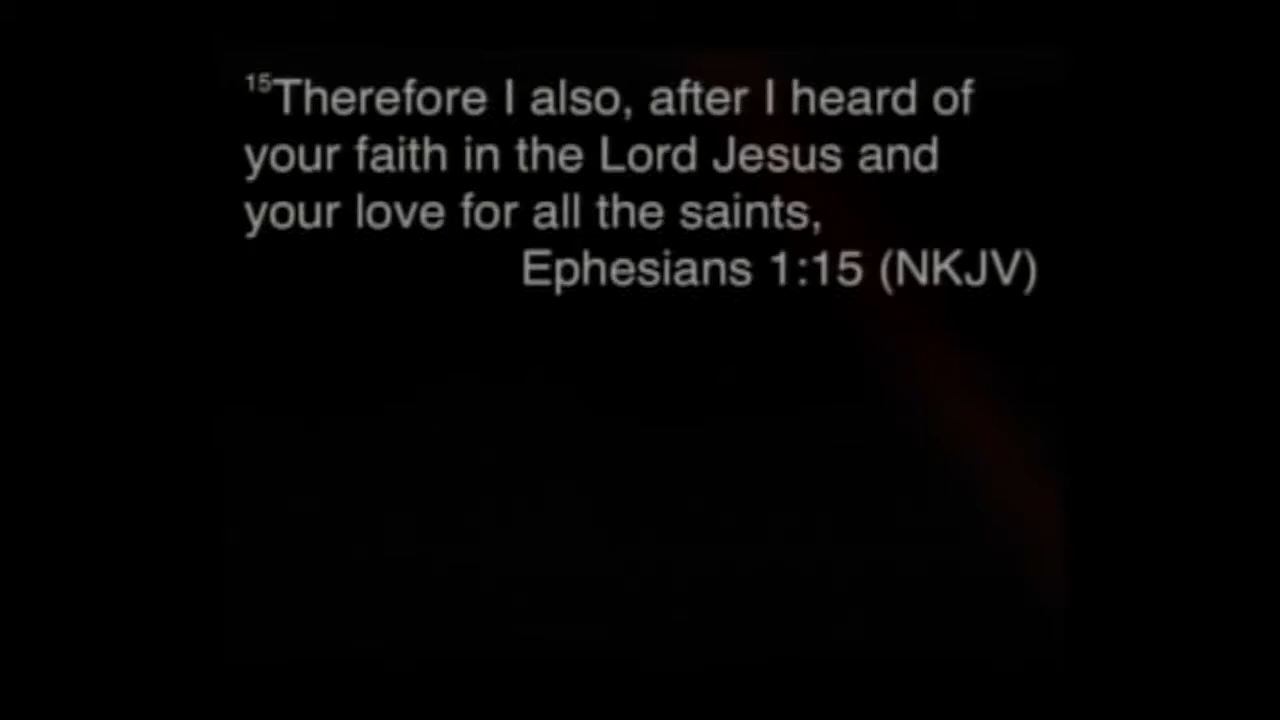 15Therefore I also, after I heard of
your faith in the Lord Jesus and
your love for all the saints,
Ephesians 1:15 (NKJV)